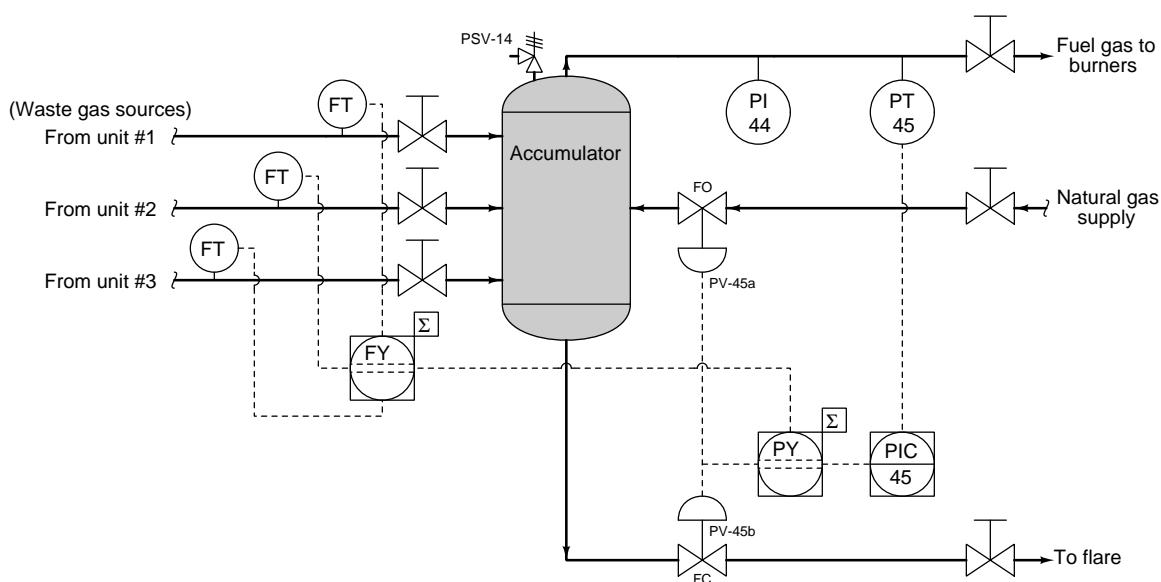 PSV-14
Fuel gas to
burners
(Waste gas sources)
FT
PI
44
PT
45
From unit #1
Accumulator
FT
FO
From unit #2
Natural gas
supply
FT
From unit #3
PV-45a
Σ
FY
Σ
PY
PIC
45
PV-45b
To flare
FC